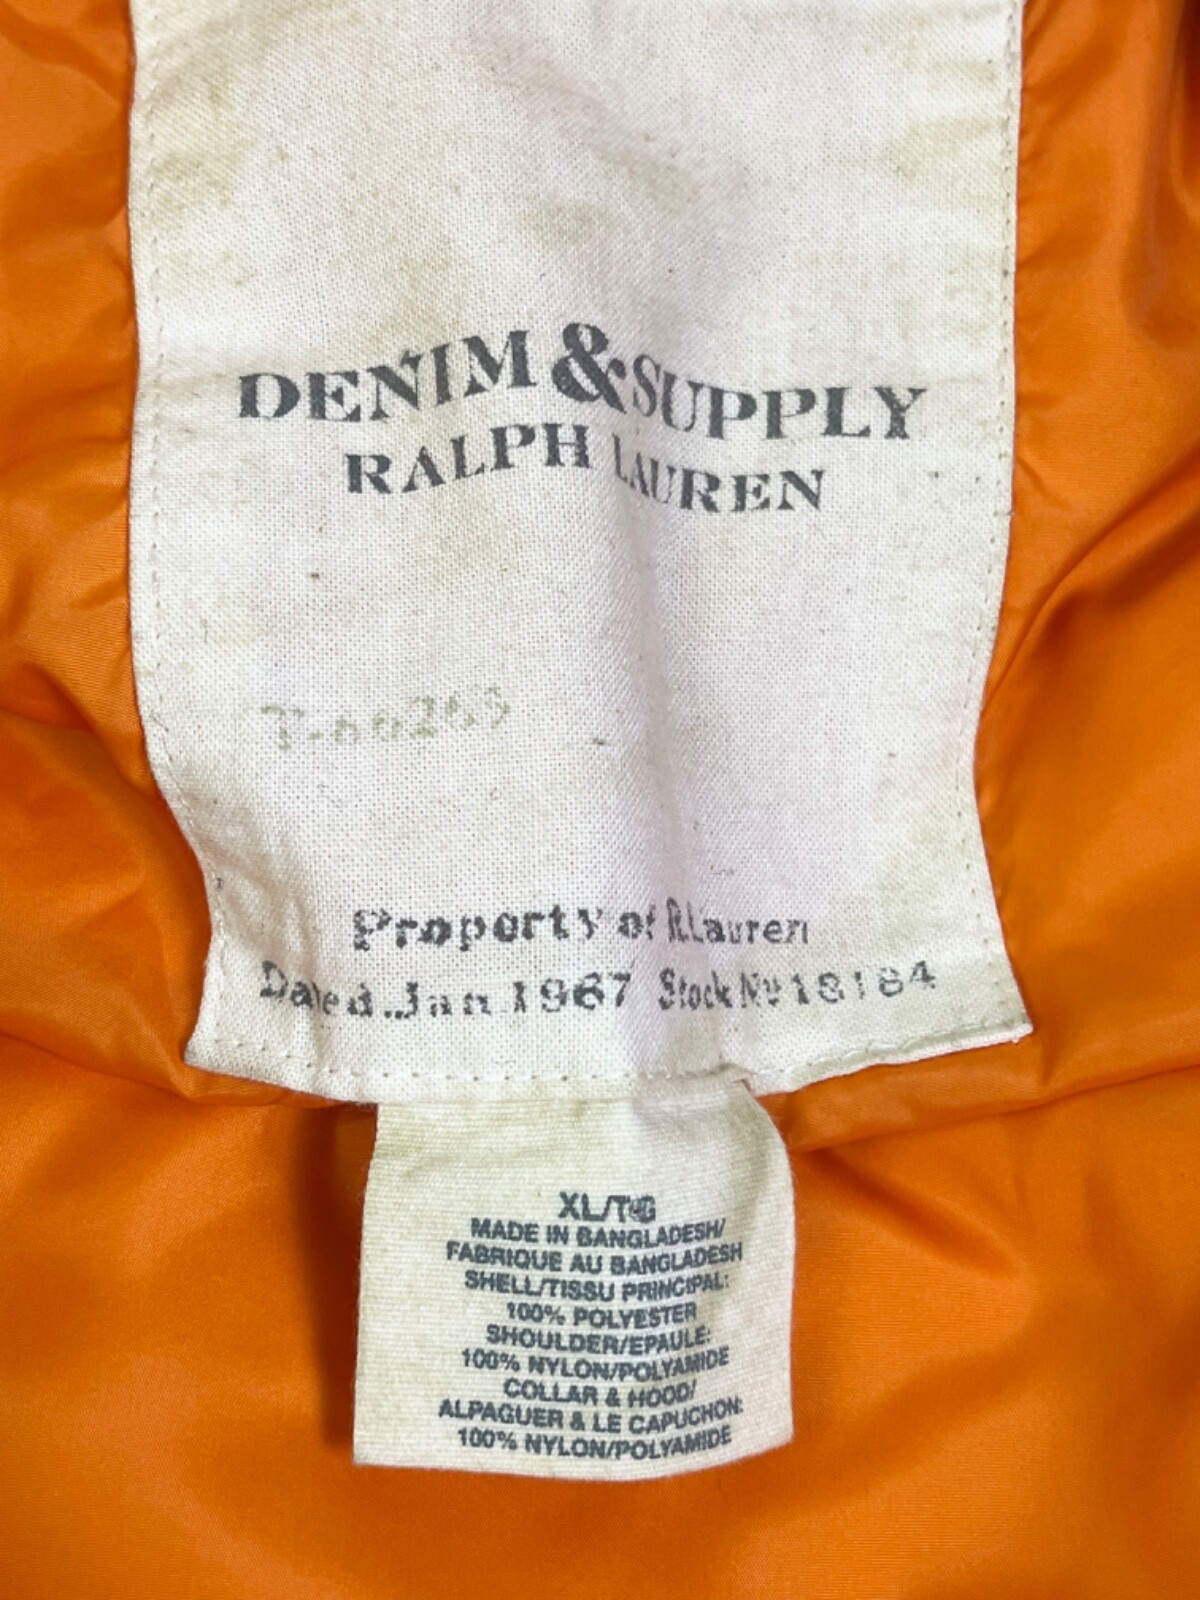 DENIM & SUPPLY
RALPH LAUREN
Property of R.Lauren
Dated Jan 1967 Stock No 18184
XL/TG
MADE IN BANGLADESH/
FABRIQUE AU BANGLADESH
SHELL/TISSU PRINCIPAL:
100% POLYESTER
SHOULDER/EPAULE:
100% NYLON/POLYAMIDE
COLLAR & HOOD/
ALPAGUER & LE CAPUCHON:
100% NYLON/POLYAMIDE